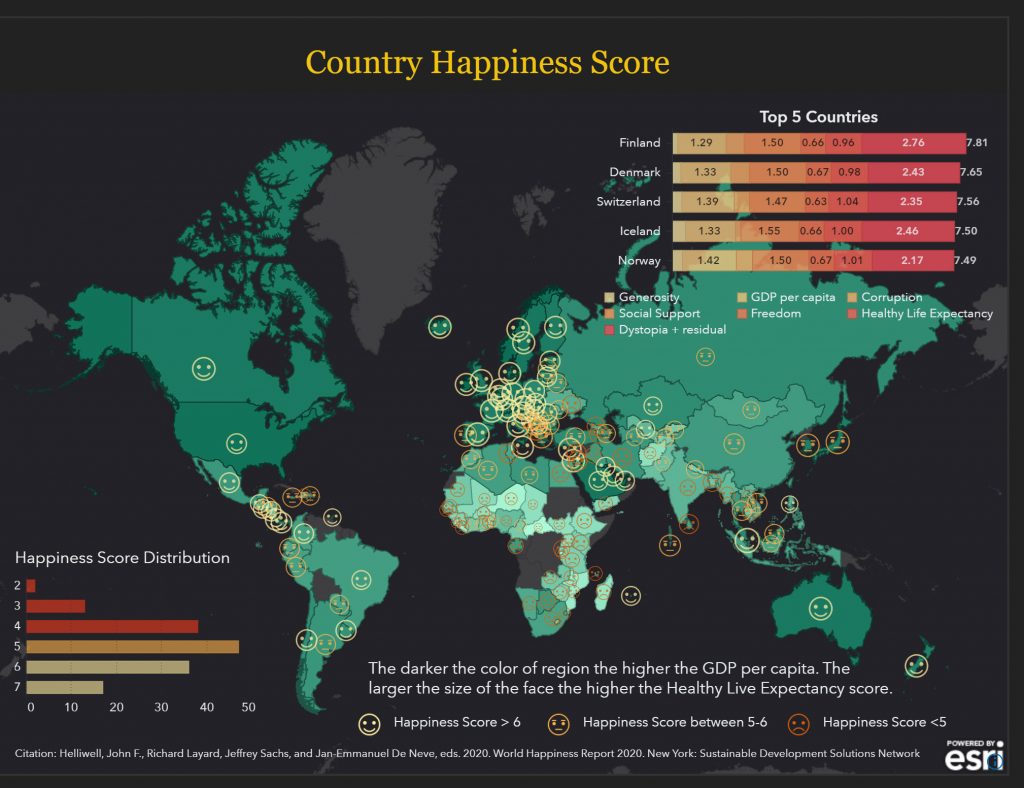 Country Happiness Score
Top 5 Countries
Finland 1.29 1.50 0.66 0.96 2.76 7.81
Denmark 1.33 1.50 0.67 0.98 2.43 7.65
Switzerland 1.39 1.47 0.63 1.04 2.35 7.56
Iceland 1.33 1.55 0.66 1.00 2.46 7.50
Norway 1.42 1.50 0.67 1.01 2.17 7.49
Generosity GDP per capita Corruption
Social Support Freedom Healthy Life Expectancy
Dystopia + residual
Happiness Score Distribution
2
3
4
5
6
7
0 10 20 30 40 50
The darker the color of region the higher the GDP per capita. The
larger the size of the face the higher the Healthy Live Expectancy score.
Happiness Score > 6 Happiness Score between 5-6 Happiness Score <5
Citation: Helliwell, John F., Richard Layard, Jeffrey Sachs, and Jan-Emmanuel De Neve, eds. 2020. World Happiness Report 2020. New York: Sustainable Development Solutions Network
POWERED BY
esri